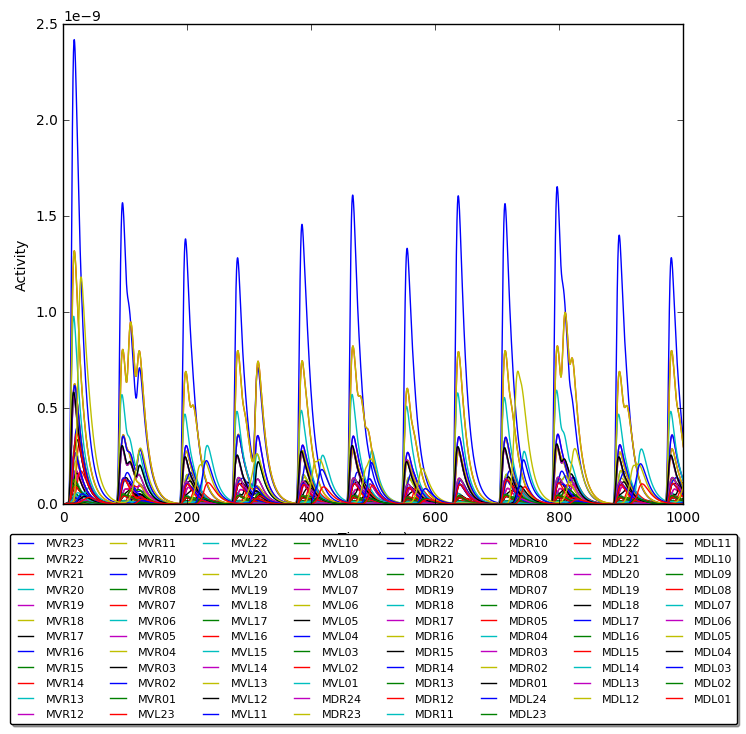 1e−9
2.5
2.0
1.5
1.0
0.5
0.0
Activity
0 200 400 600 800 1000
MVR23 MVR11 MVL22 MVL10 MDR22 MDR10 MDL22 MDL11
MVR22 MVR10 MVL21 MVL09 MDR21 MDR09 MDL21 MDL10
MVR21 MVR09 MVL20 MVL08 MDR20 MDR08 MDL20 MDL09
MVR20 MVR08 MVL19 MVL07 MDR19 MDR07 MDL19 MDL08
MVR19 MVR07 MVL18 MVL06 MDR18 MDR06 MDL18 MDL07
MVR18 MVR06 MVL17 MVL05 MDR17 MDR05 MDL17 MDL06
MVR17 MVR05 MVL16 MVL04 MDR16 MDR04 MDL16 MDL05
MVR16 MVR04 MVL15 MVL03 MDR15 MDR03 MDL15 MDL04
MVR15 MVR03 MVL14 MVL02 MDR14 MDR02 MDL14 MDL03
MVR14 MVR02 MVL13 MVL01 MDR13 MDR01 MDL13 MDL02
MVR13 MVR01 MVL12 MDR24 MDR12 MDL24 MDL12 MDL01
MVR12 MVL23 MVL11 MDR23 MDR11 MDL23